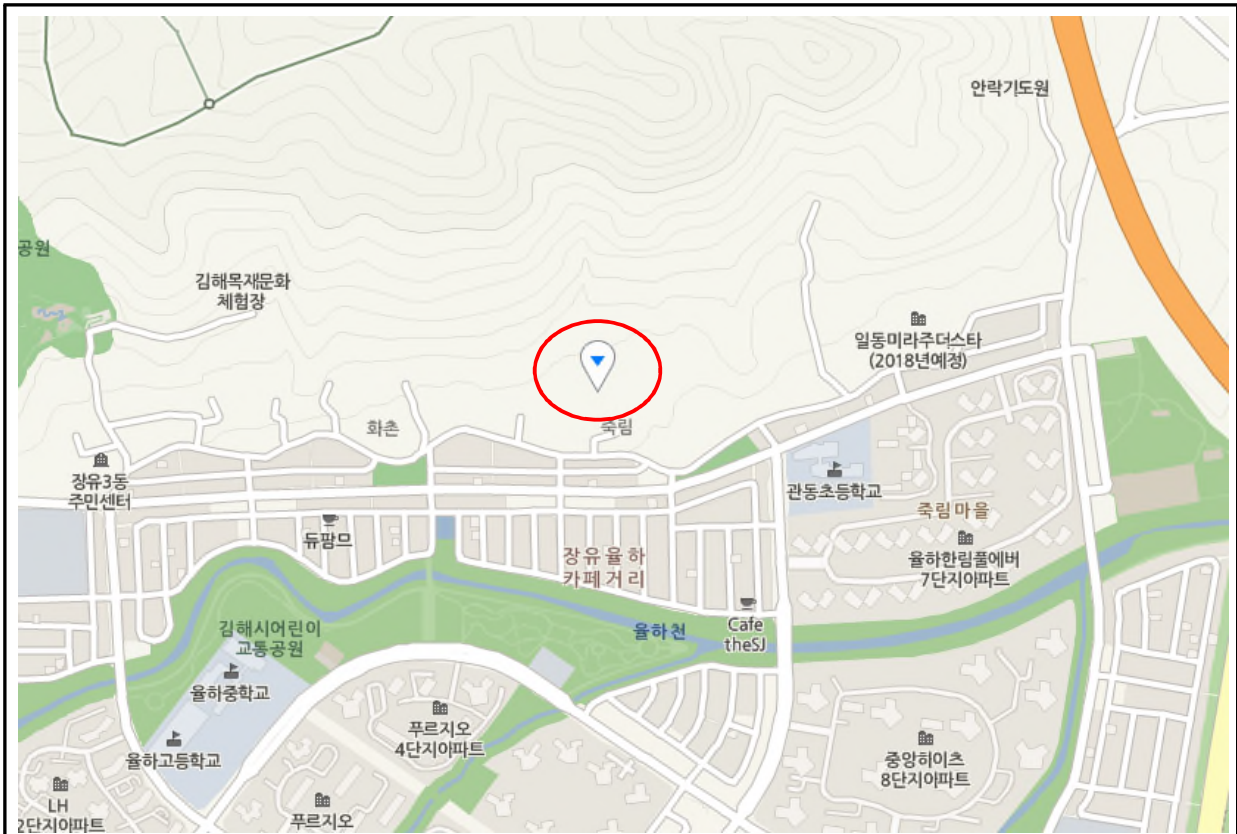 안락기도원
공원
김해목재문화
체험장
일동미라주더스타
(2018년예정)
화촌
죽림
장유3동
주민센터
관동초등학교
죽림마을
듀팜므
장유율하
카페거리
율하한림풀에버
7단지아파트
김해시어린이
교통공원
율하천
Cafe
theSJ
율하중학교
푸르지오
4단지아파트
율하고등학교
중앙하이츠
8단지아파트
LH
2단지아파트
푸르지오